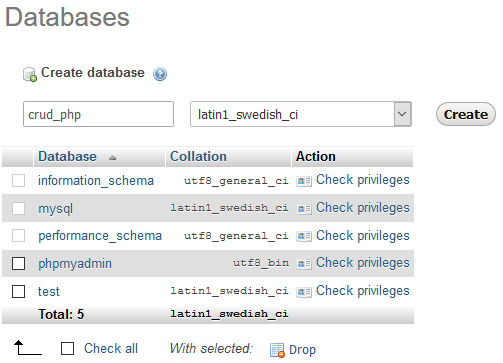 Databases
Create database
crud_php latin1_swedish_ci Create
Database Collation Action
information_schema utf8_general_ci Check privileges
mysql latin1_swedish_ci Check privileges
performance_schema utf8_general_ci Check privileges
phpmyadmin utf8_bin Check privileges
test latin1_swedish_ci Check privileges
Total: 5 latin1_swedish_ci
Check all With selected: Drop